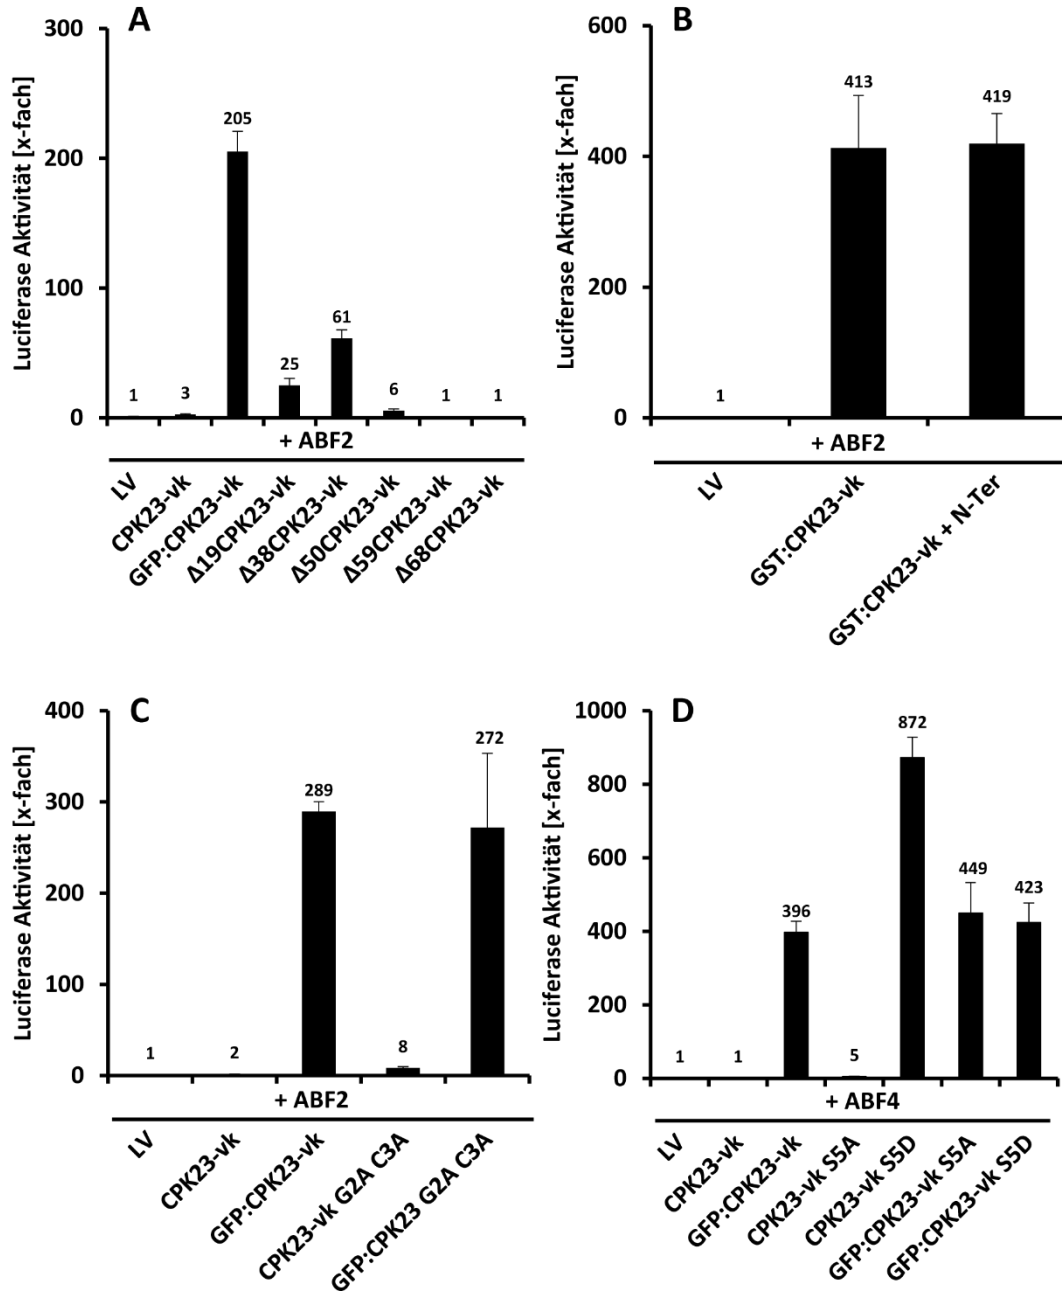 A
Luciferase Aktivität [x-fach]
300
200
100
0
1
3
205
25
61
6
1
1
+ ABF2
LV
CPK23-vk
GFP:CPK23-vk
Δ19CPK23-vk
Δ38CPK23-vk
Δ50CPK23-vk
Δ59CPK23-vk
Δ68CPK23-vk
B
Luciferase Aktivität [x-fach]
600
400
200
0
1
413
419
+ ABF2
LV
GST:CPK23-vk
GST:CPK23-vk + N-Ter
C
Luciferase Aktivität [x-fach]
400
300
200
100
0
1
2
289
8
272
+ ABF2
LV
CPK23-vk
GFP:CPK23-vk
CPK23-vk G2A C3A
GFP:CPK23 G2A C3A
D
Luciferase Aktivität [x-fach]
1000
800
600
400
200
0
1
1
396
5
872
449
423
+ ABF4
LV
CPK23-vk
GFP:CPK23-vk
CPK23-vk S5A
CPK23-vk S5D
GFP:CPK23-vk S5A
GFP:CPK23-vk S5D